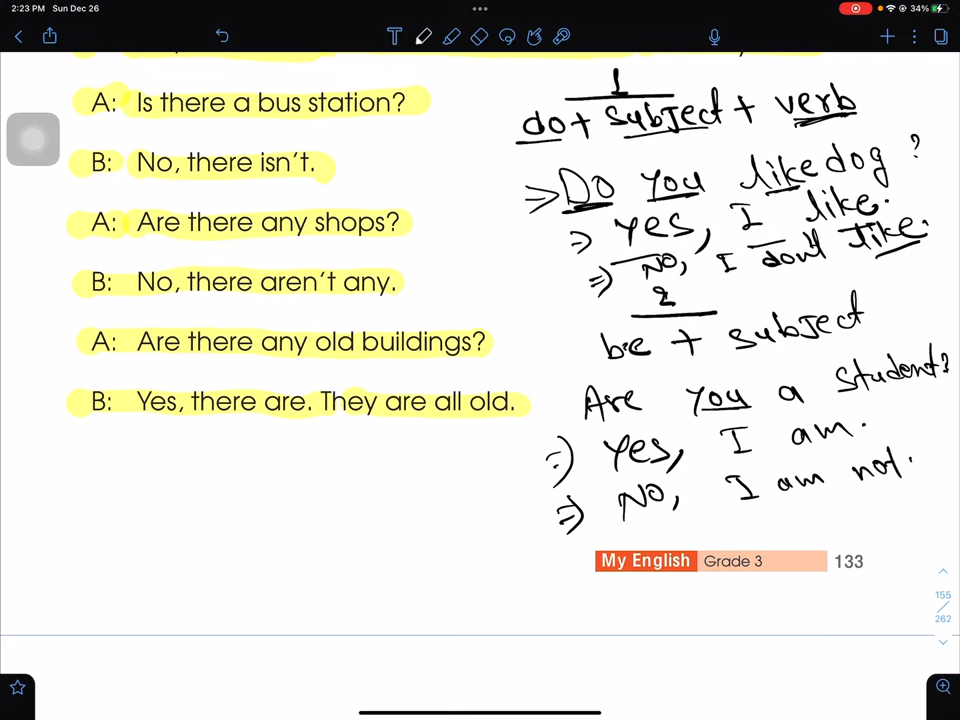 2:23 PM Sun Dec 26
34%
A: Is there a bus station?
B: No, there isn't.
A: Are there any shops?
B: No, there aren't any.
A: Are there any old buildings?
B: Yes, there are. They are all old.
1
do + subject + verb
⇒ Do you like dog ?
⇒ Yes, I like.
⇒ No, I don't like.
2
be + subject
Are you a student?
⇒ Yes, I am.
⇒ No, I am not.
My English Grade 3 133
155
262